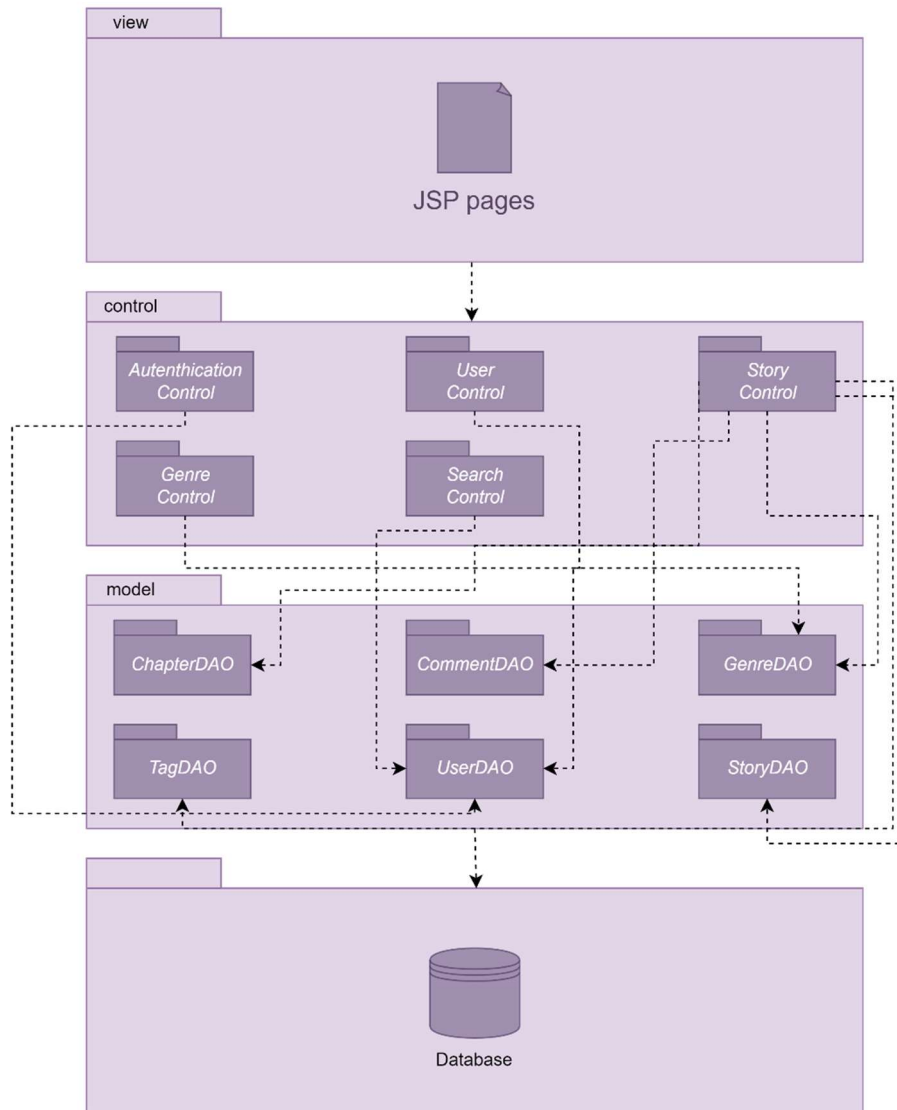 view
JSP pages
control
Autenthication
Control
User
Control
Story
Control
Genre
Control
Search
Control
model
ChapterDAO
CommentDAO
GenreDAO
TagDAO
UserDAO
StoryDAO
Database